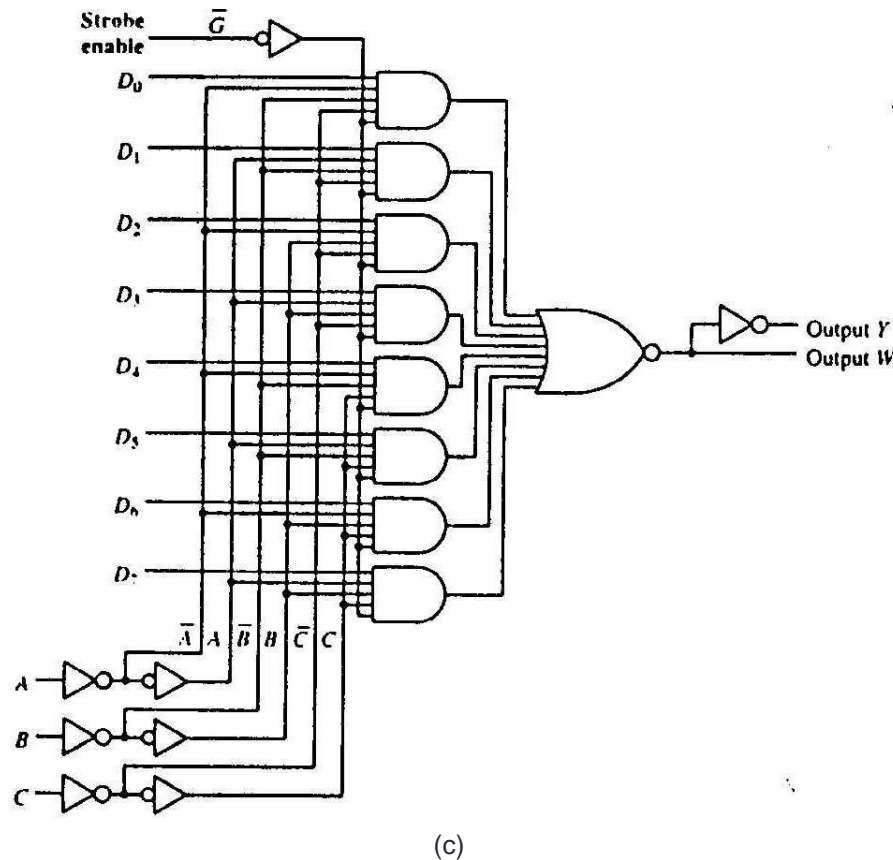 Strobe
enable
G̅
D₀
D₁
D₂
D₃
D₄
D₅
D₆
D₇
Output Y
Output W
A̅ A B̅ B C̅ C
A
B
C
(c)